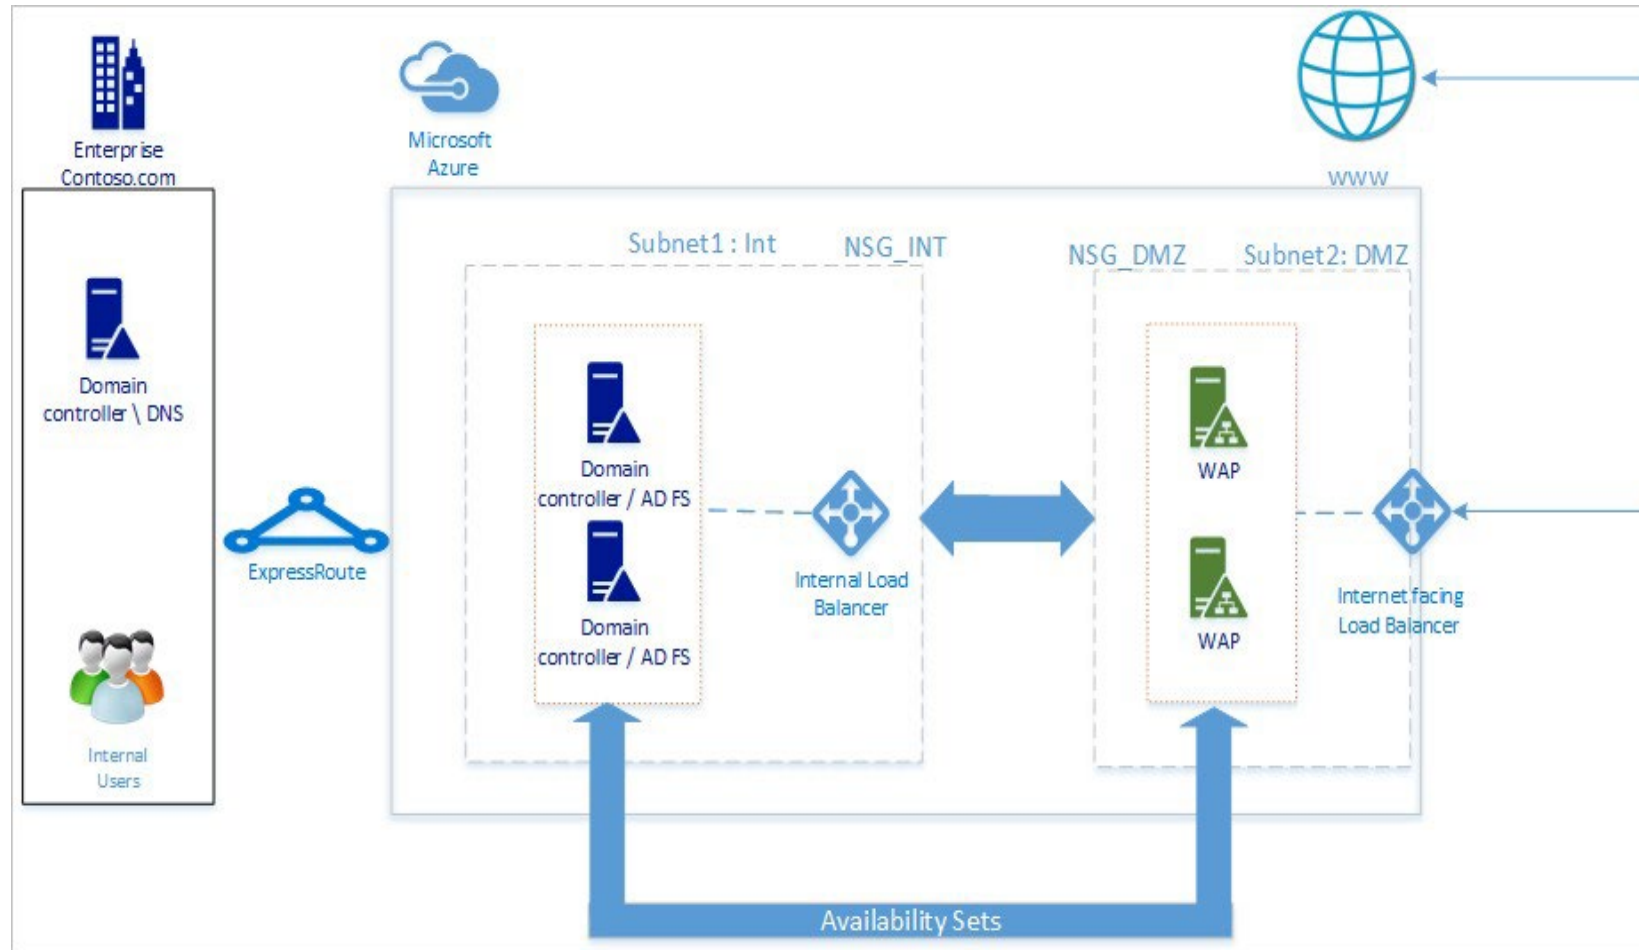 Enterprise
Contoso.com
Domain
controller \ DNS
Internal
Users
ExpressRoute
Microsoft
Azure
Subnet1 : Int
NSG_INT
Domain
controller / AD FS
Domain
controller / AD FS
Internal Load
Balancer
NSG_DMZ
Subnet2: DMZ
WAP
WAP
Internet facing
Load Balancer
WWW
Availability Sets